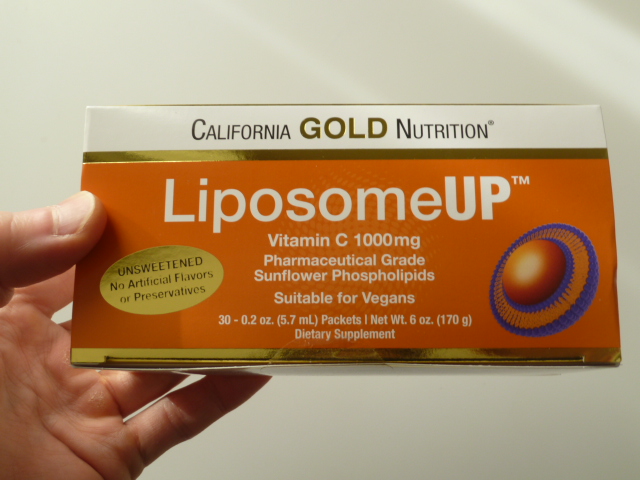 CALIFORNIA GOLD NUTRITION®
LiposomeUP™
Vitamin C 1000mg
Pharmaceutical Grade
Sunflower Phospholipids
Suitable for Vegans
UNSWEETENED
No Artificial Flavors
or Preservatives
30 - 0.2 oz. (5.7 mL) Packets | Net Wt. 6 oz. (170 g)
Dietary Supplement